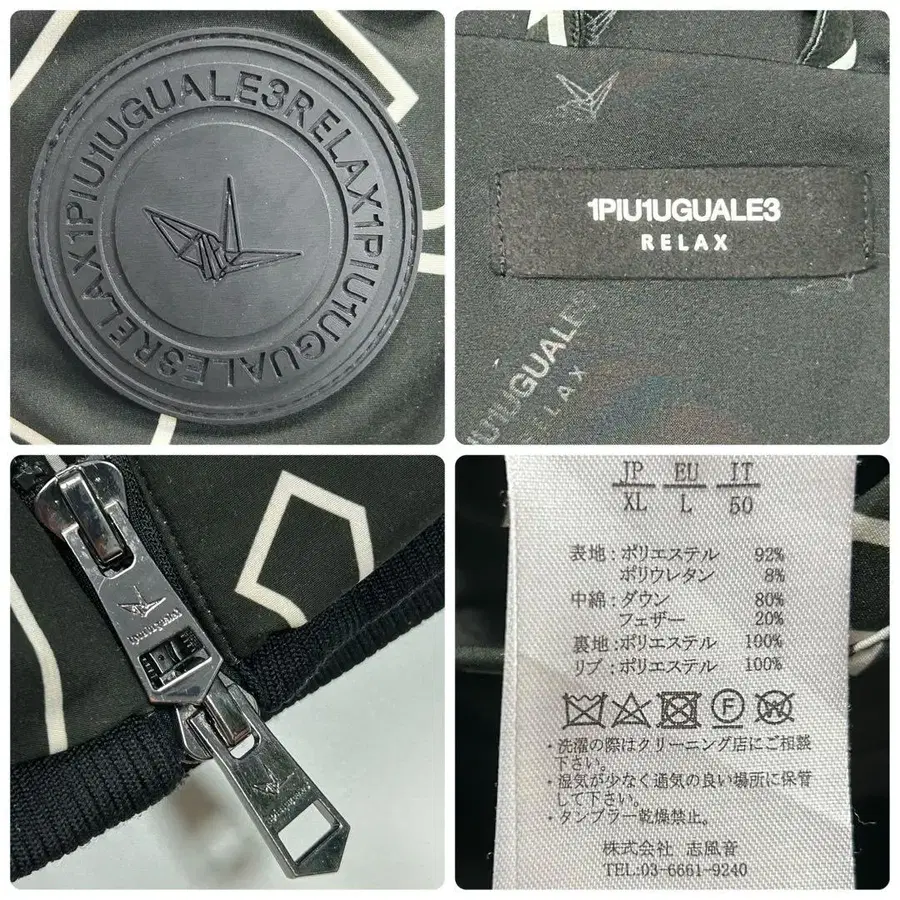 1PIU1UGUALE3RELAX1PIU1UGUALE3RELAX
1PIU1UGUALE3
RELAX
IU1UGUALE
RELAX
JP EU IT
XL L 50
表地:ポリエステル 92%
ポリウレタン 8%
中綿:ダウン 80%
フェザー 20%
裏地:ポリエステル 100%
リブ:ポリエステル 100%
F W
・洗濯の際はクリーニング店にご相談
下さい。
・湿気が少なく通気の良い場所に保管
して下さい。
・タンブラー乾燥禁止。
株式会社 志風音
TEL:03-6661-9240